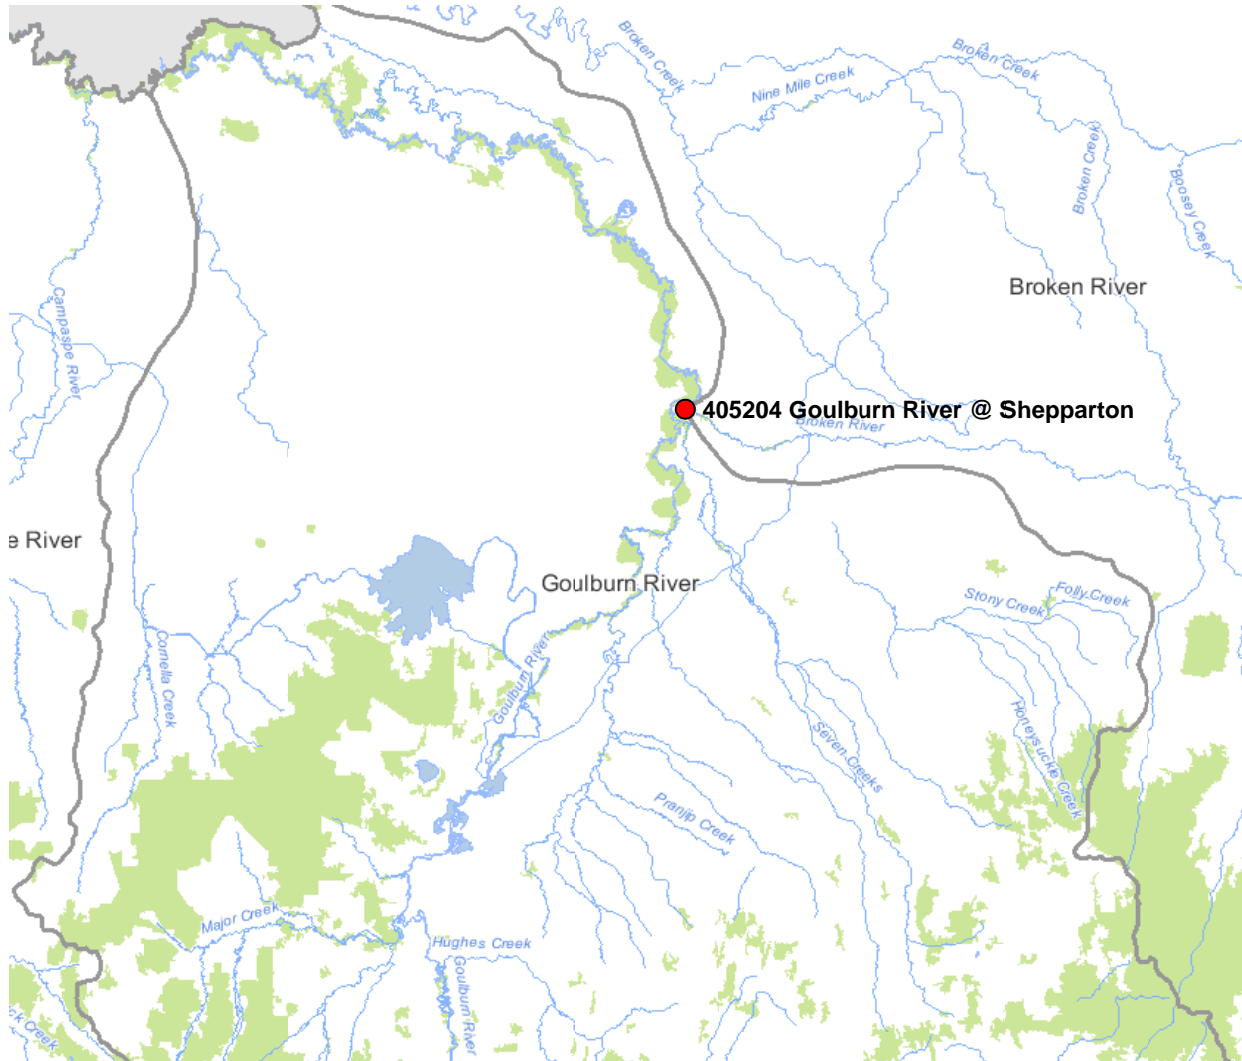 Broken Creek
Broken Creek
Nine Mile Creek
Broken Creek
Boosey Creek
Broken River
Campaspe River
405204 Goulburn River @ Shepparton
Broken River
e River
Goulburn River
Stony Creek
Folly Creek
Cornella Creek
Goulburn River
Honeysuckle Creek
Seven Creeks
Pranjip Creek
Major Creek
Hughes Creek
Goulburn River
ck Creek